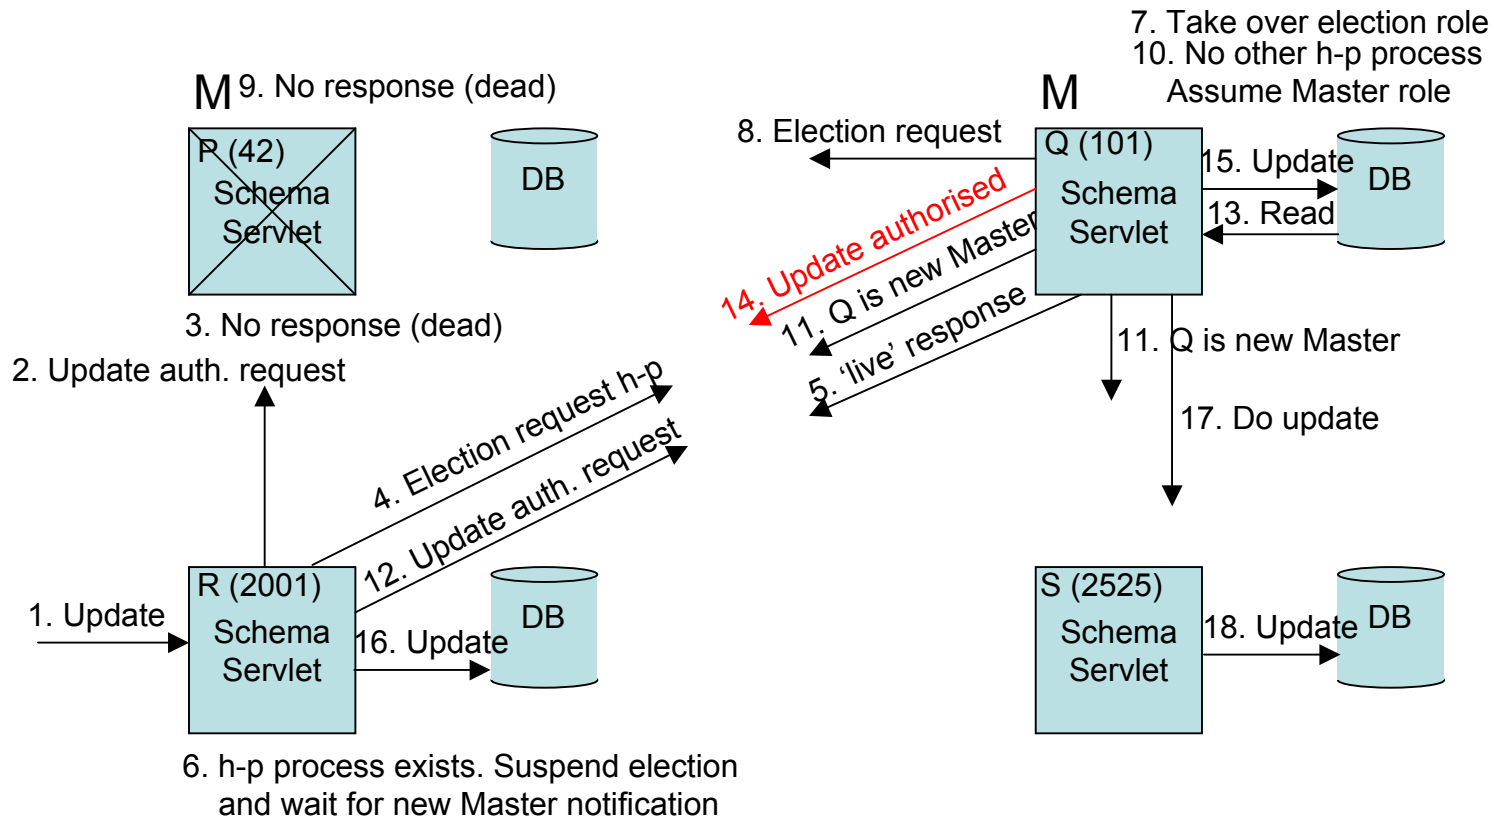 7. Take over election role
10. No other h-p process
Assume Master role
M
9. No response (dead)
M
8. Election request
P (42)
Schema
Servlet
DB
Q (101)
Schema
Servlet
15. Update
13. Read
DB
14. Update authorised
11. Q is new Master
5. ‘live’ response
11. Q is new Master
17. Do update
3. No response (dead)
2. Update auth. request
4. Election request h-p
12. Update auth. request
1. Update
R (2001)
Schema
Servlet
16. Update
DB
S (2525)
Schema
Servlet
18. Update
DB
6. h-p process exists. Suspend election
and wait for new Master notification